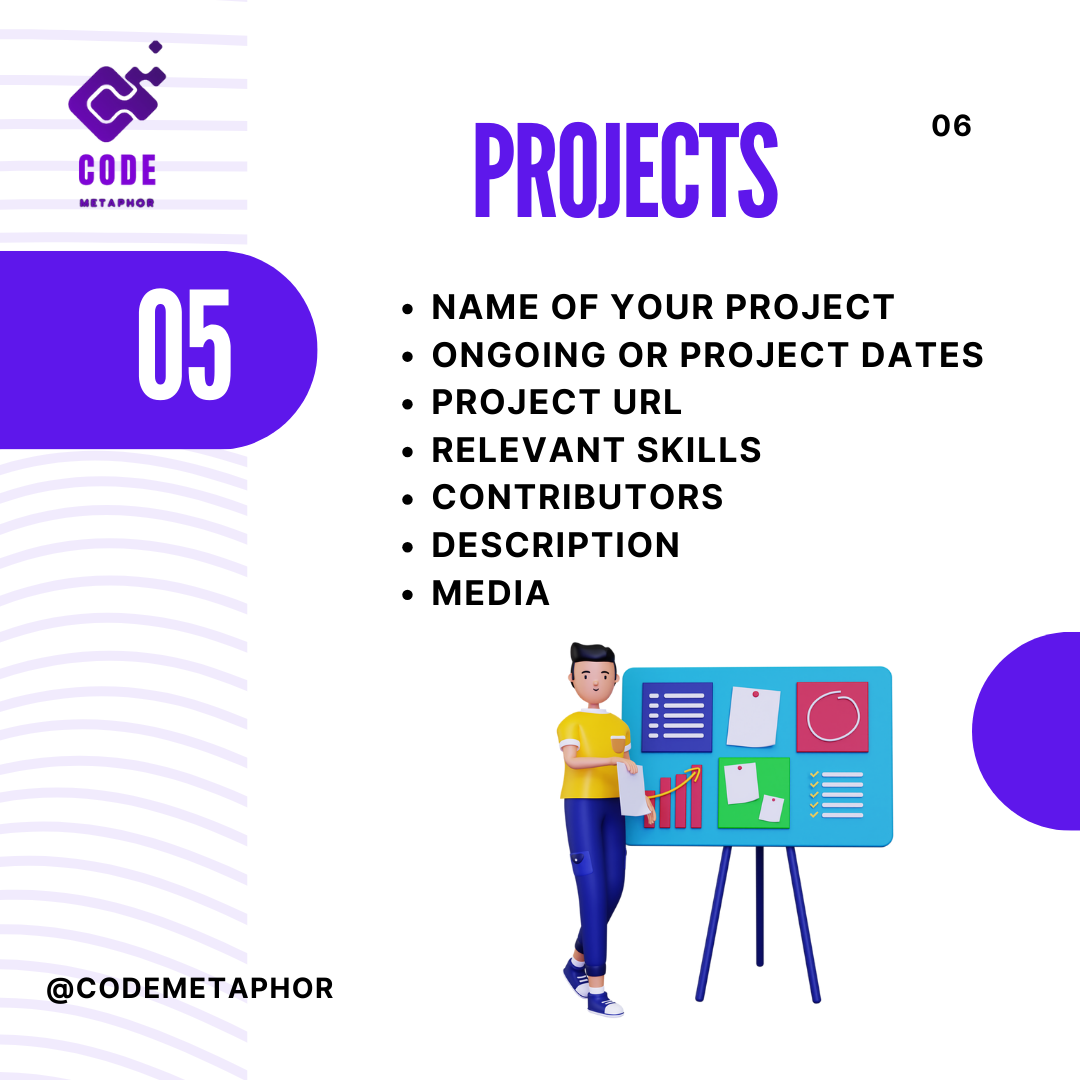 CODE
METAPHOR
PROJECTS
06
05
• NAME OF YOUR PROJECT
• ONGOING OR PROJECT DATES
• PROJECT URL
• RELEVANT SKILLS
• CONTRIBUTORS
• DESCRIPTION
• MEDIA
@CODEMETAPHOR